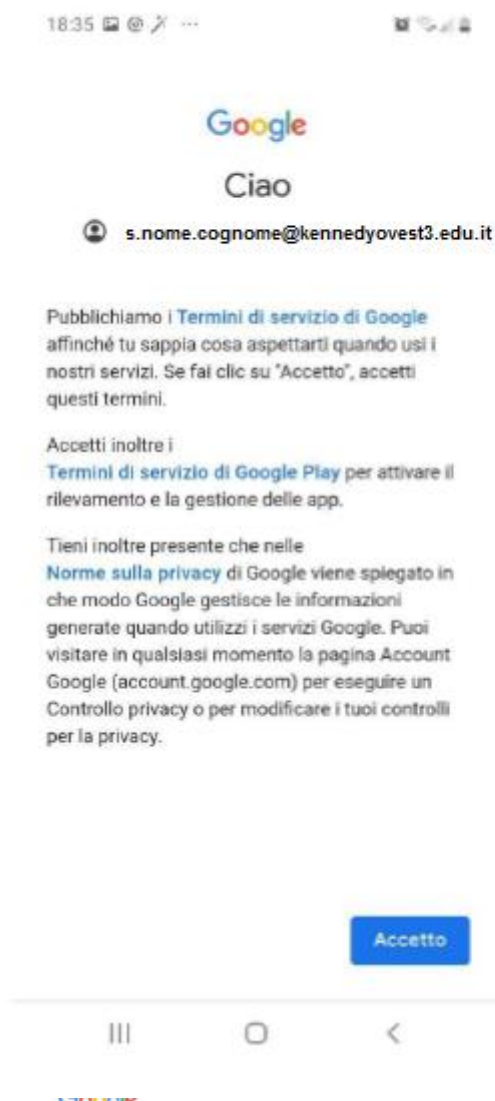 18:35
Google
Ciao
s.nome.cognome@kennedyovest3.edu.it
Pubblichiamo i Termini di servizio di Google
affinché tu sappia cosa aspettarti quando usi i
nostri servizi. Se fai clic su "Accetto", accetti
questi termini.
Accetti inoltre i
Termini di servizio di Google Play per attivare il
rilevamento e la gestione delle app.
Tieni inoltre presente che nelle
Norme sulla privacy di Google viene spiegato in
che modo Google gestisce le informazioni
generate quando utilizzi i servizi Google. Puoi
visitare in qualsiasi momento la pagina Account
Google (account.google.com) per eseguire un
Controllo privacy o per modificare i tuoi controlli
per la privacy.
Accetto